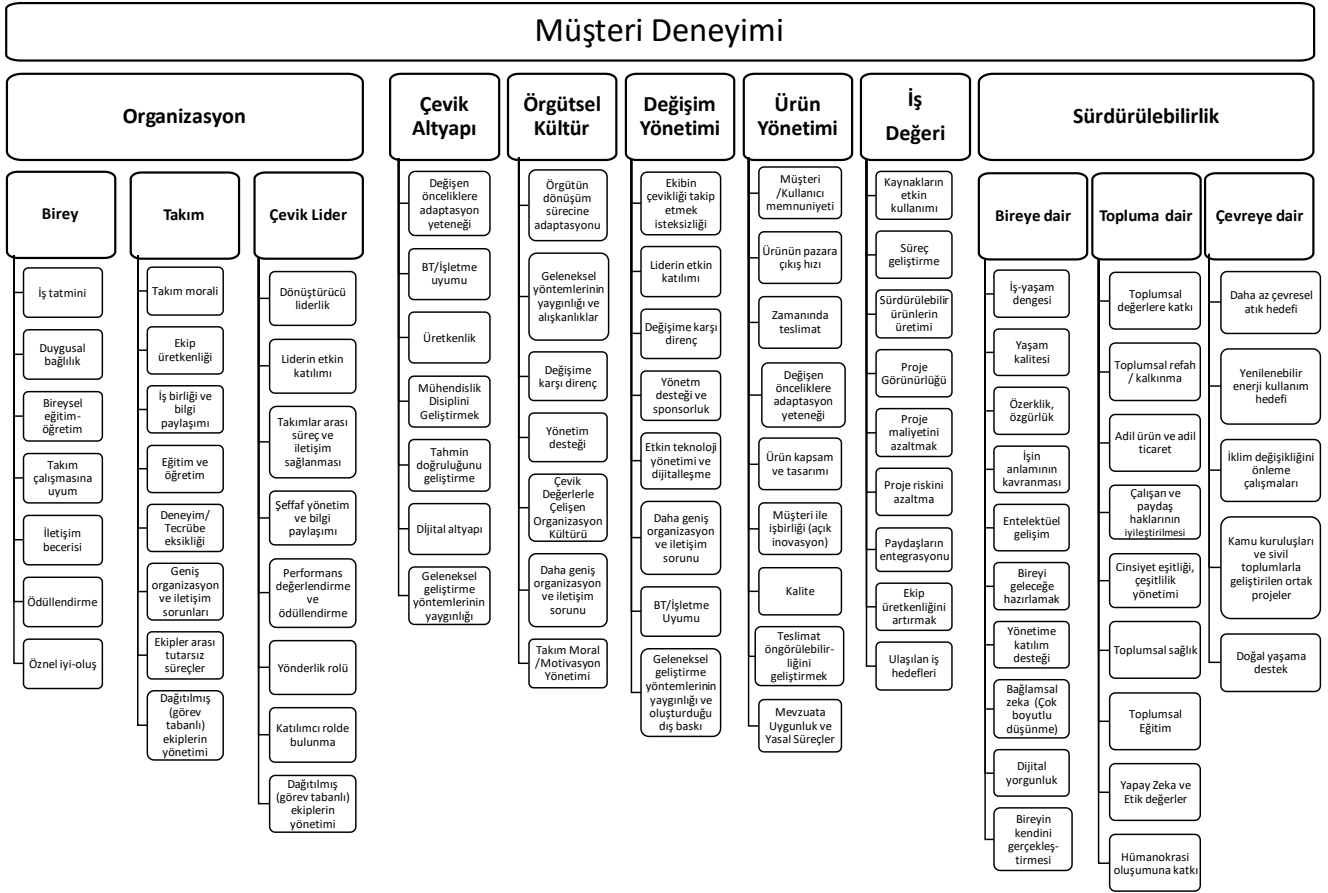 Müşteri Deneyimi
Organizasyon
Birey
İş tatmini
Duygusal
bağlılık
Bireysel
eğitim-
öğretim
Takım
çalışmasına
uyum
İletişim
becerisi
Ödüllendirme
Öznel iyi-oluş
Takım
Takım morali
Ekip
üretkenliği
İş birliği ve
bilgi
paylaşımı
Eğitim ve
öğretim
Deneyim/
Tecrübe
eksikliği
Geniş
organizasyon
ve iletişim
sorunları
Ekipler arası
tutarsız
süreçler
Dağıtılmış
(görev
tabanlı)
ekiplerin
yönetimi
Çevik Lider
Dönüştürücü
liderlik
Liderin etkin
katılımı
Takımlar arası
süreç ve
iletişim
sağlanması
Şeffaf yönetim
ve bilgi
paylaşımı
Performans
değerlendirme
ve
ödüllendirme
Yönderlik rolü
Katılımcı rolde
bulunma
Dağıtılmış
(görev tabanlı)
ekiplerin
yönetimi
Çevik
Altyapı
Değişen
önceliklere
adaptasyon
yeteneği
BT/İşletme
uyumu
Üretkenlik
Mühendislik
Disiplini
Geliştirmek
Tahmin
doğruluğunu
geliştirme
Dijital altyapı
Geleneksel
geliştirme
yöntemlerinin
yaygınlığı
Örgütsel
Kültür
Örgütün
dönüşüm
sürecine
adaptasyonu
Geleneksel
yöntemlerinin
yaygınlığı ve
alışkanlıklar
Değişime
karşı direnç
Yönetim
desteği
Çevik
Değerlerle
Çelişen
Organizasyon
Kültürü
Daha geniş
organizasyon
ve iletişim
sorunu
Takım Moral
/Motivasyon
Yönetimi
Değişim
Yönetimi
Ekibin
çevikliği takip
etmek
isteksizliği
Liderin etkin
katılımı
Değişime karşı
direnç
Yönetm
desteği ve
sponsorluk
Etkin teknoloji
yönetimi ve
dijitalleşme
Daha geniş
organizasyon
ve iletişim
sorunu
BT/İşletme
Uyumu
Geleneksel
geliştirme
yöntemlerinin
yaygınlığı ve
oluşturduğu
dış baskı
Ürün
Yönetimi
Müşteri
/Kullanıcı
memnuniyeti
Ürünün pazara
çıkış hızı
Zamanında
teslimat
Değişen
önceliklere
adaptasyon
yeteneği
Ürün kapsam
ve tasarımı
Müşteri ile
işbirliği (açık
inovasyon)
Kalite
Teslimat
öngörülebilir-
liğini
geliştirmek
Mevzuata
Uygunluk ve
Yasal Süreçler
İş
Değeri
Kaynakların
etkin
kullanımı
Süreç
geliştirme
Sürdürülebilir
ürünlerin
üretimi
Proje
Görünürlüğü
Proje
maliyetini
azaltmak
Proje riskini
azaltma
Paydaşların
entegrasyonu
Ekip
üretkenliğini
artırmak
Ulaşılan iş
hedefleri
Sürdürülebilirlik
Bireye dair
İş-yaşam
dengesi
Yaşam
kalitesi
Özerklik,
özgürlük
İşin
anlamının
kavranması
Entelektüel
gelişim
Bireyi
geleceğe
hazırlamak
Yönetime
katılım
desteği
Bağlamsal
zeka (Çok
boyutlu
düşünme)
Dijital
yorgunluk
Bireyin
kendini
gerçekleş-
tirmesi
Topluma dair
Toplumsal
değerlere katkı
Toplumsal refah
/ kalkınma
Adil ürün ve adil
ticaret
Çalışan ve
paydaş
haklarının
iyileştirilmesi
Cinsiyet eşitliği,
çeşitlilik
yönetimi
Toplumsal sağlık
Toplumsal
Eğitim
Yapay Zeka ve
Etik değerler
Hümanokrasi
oluşumuna katkı
Çevreye dair
Daha az çevresel
atık hedefi
Yenilenebilir
enerji kullanım
hedefi
İklim değişikliğini
önleme
çalışmaları
Kamu kuruluşları
ve sivil
toplumlarla
geliştirilen ortak
projeler
Doğal yaşama
destek